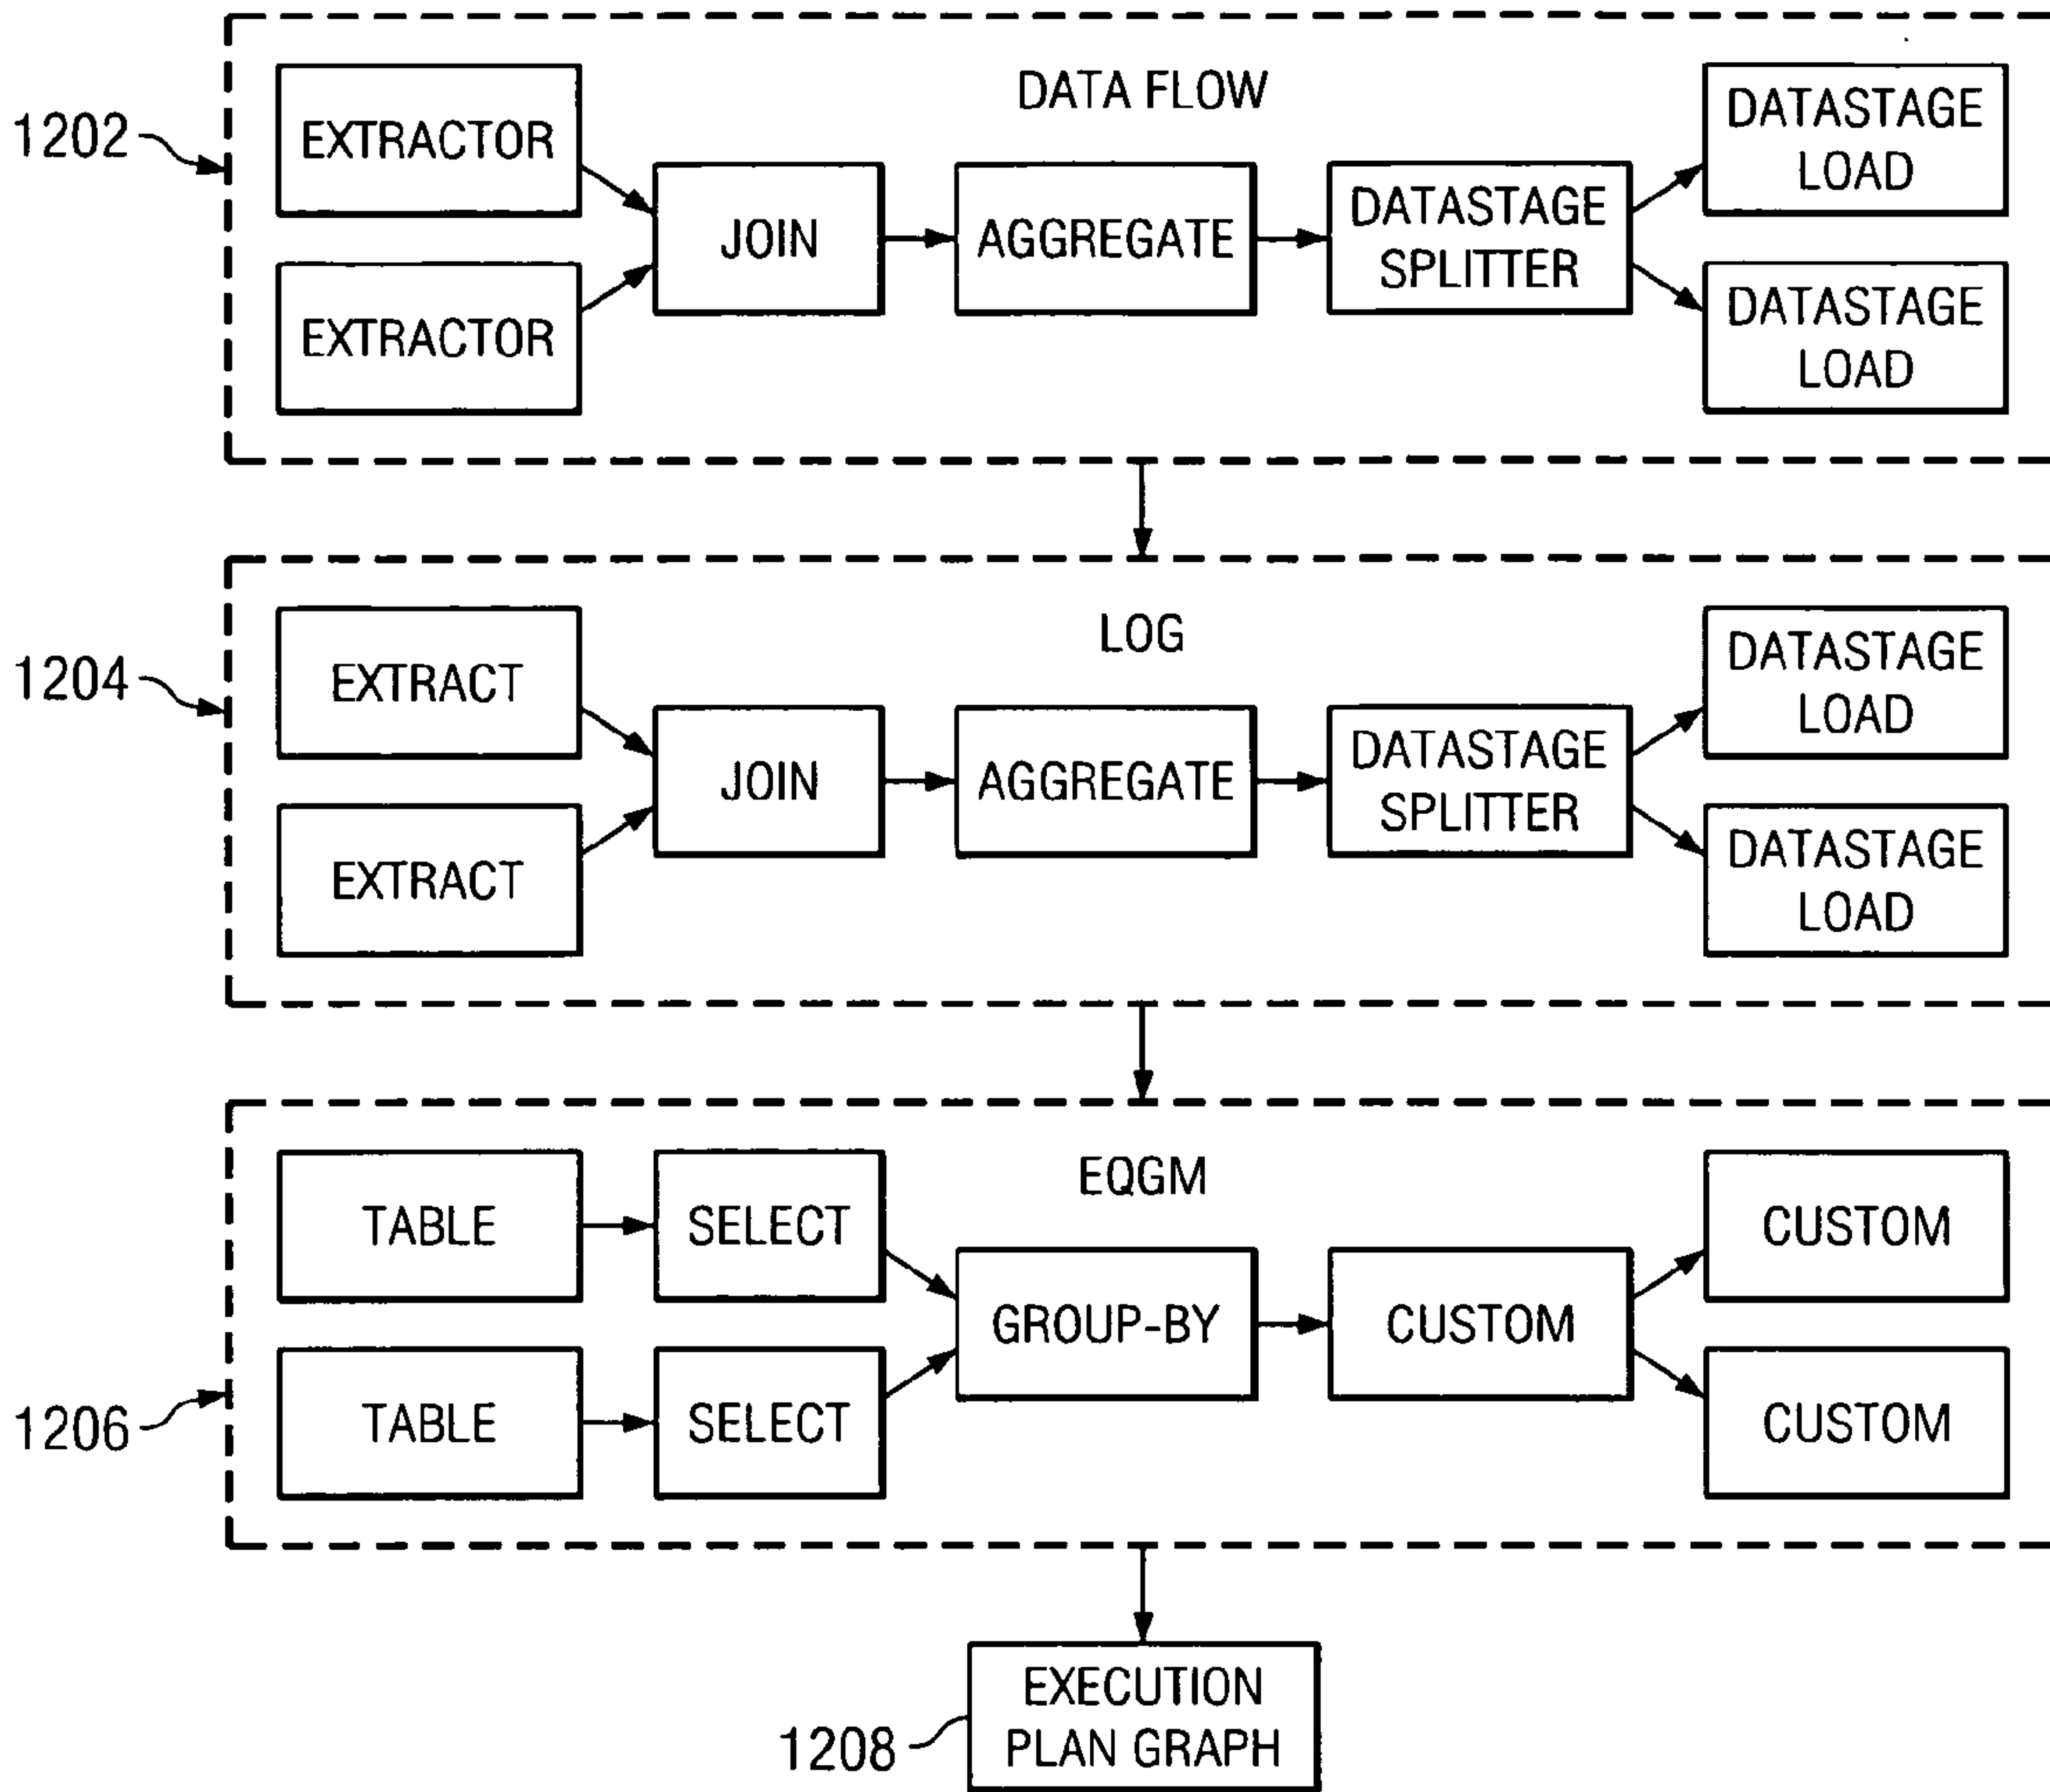 DATA FLOW
1202
EXTRACTOR
EXTRACTOR
JOIN
AGGREGATE
DATASTAGE
SPLITTER
DATASTAGE
LOAD
DATASTAGE
LOAD
LOG
1204
EXTRACT
EXTRACT
JOIN
AGGREGATE
DATASTAGE
SPLITTER
DATASTAGE
LOAD
DATASTAGE
LOAD
EQGM
1206
TABLE
SELECT
TABLE
SELECT
GROUP-BY
CUSTOM
CUSTOM
CUSTOM
1208
EXECUTION
PLAN GRAPH